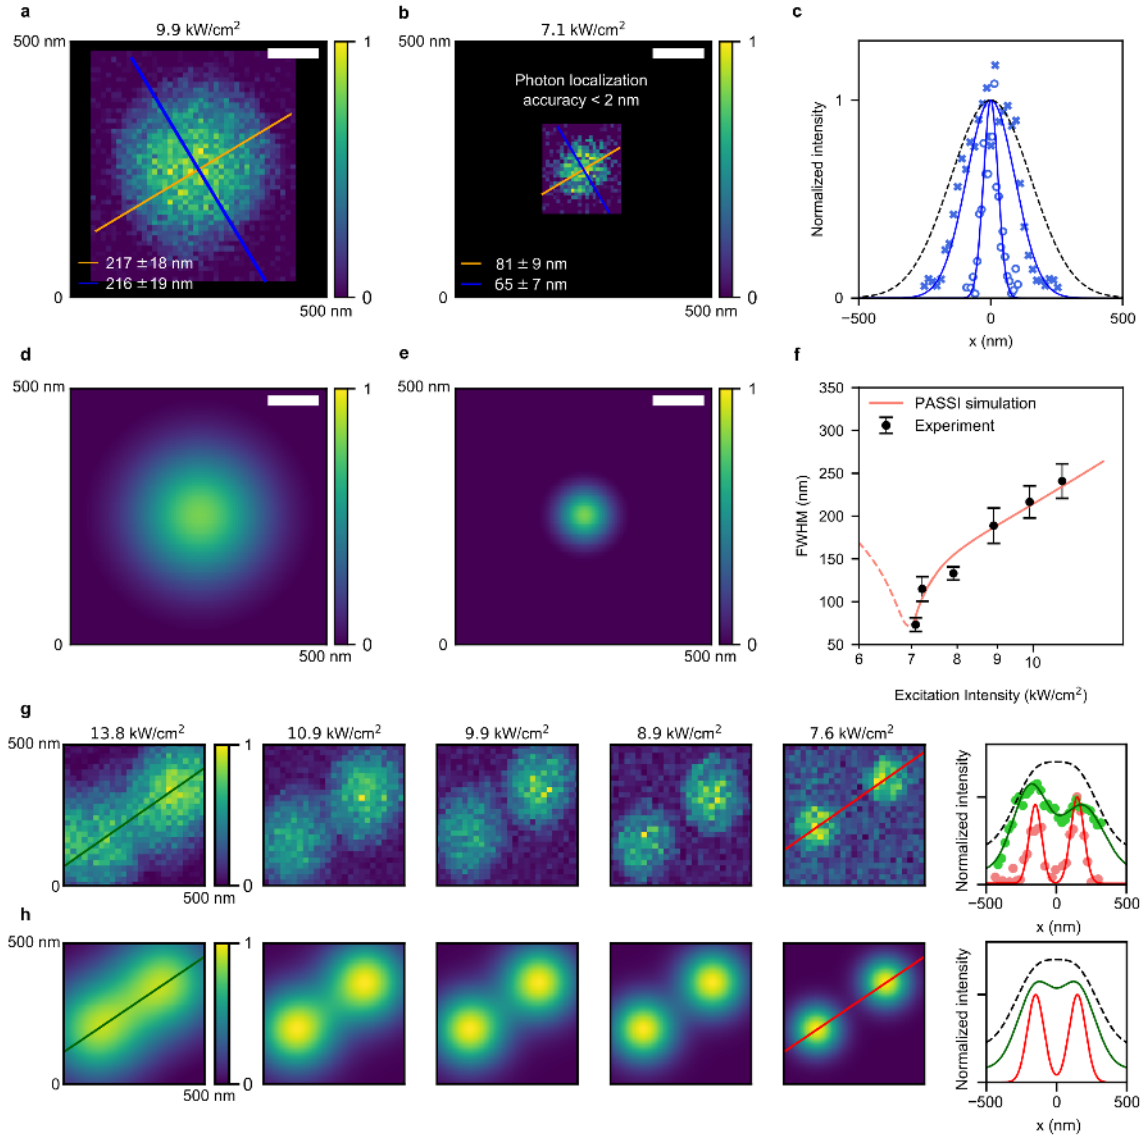 a
9.9 kW/cm²
500 nm
1
217 ±18 nm
216 ±19 nm
0
0
500 nm
b
7.1 kW/cm²
500 nm
1
Photon localization
accuracy < 2 nm
81 ± 9 nm
65 ± 7 nm
0
0
500 nm
c
Normalized intensity
1
0
−500
0
500
x (nm)
d
500 nm
1
0
0
500 nm
e
500 nm
1
0
0
500 nm
f
FWHM (nm)
350
300
250
200
150
100
50
PASSI simulation
Experiment
6
7
8
9
10
Excitation Intensity (kW/cm²)
g
13.8 kW/cm²
10.9 kW/cm²
9.9 kW/cm²
8.9 kW/cm²
7.6 kW/cm²
500 nm
1
0
0
500 nm
Normalized intensity
−500
0
500
x (nm)
h
500 nm
1
0
0
500 nm
Normalized intensity
−500
0
500
x (nm)